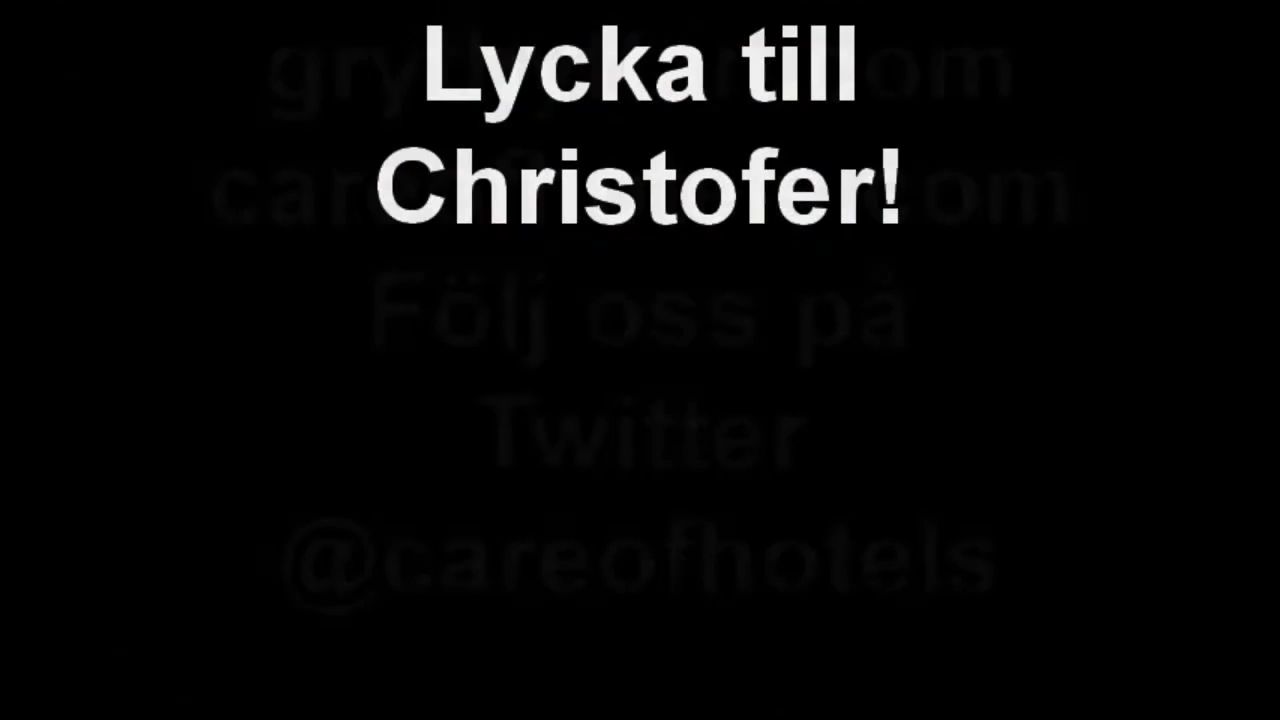 Lycka till
Christofer!
Följ oss på
Twitter
@careofhotels